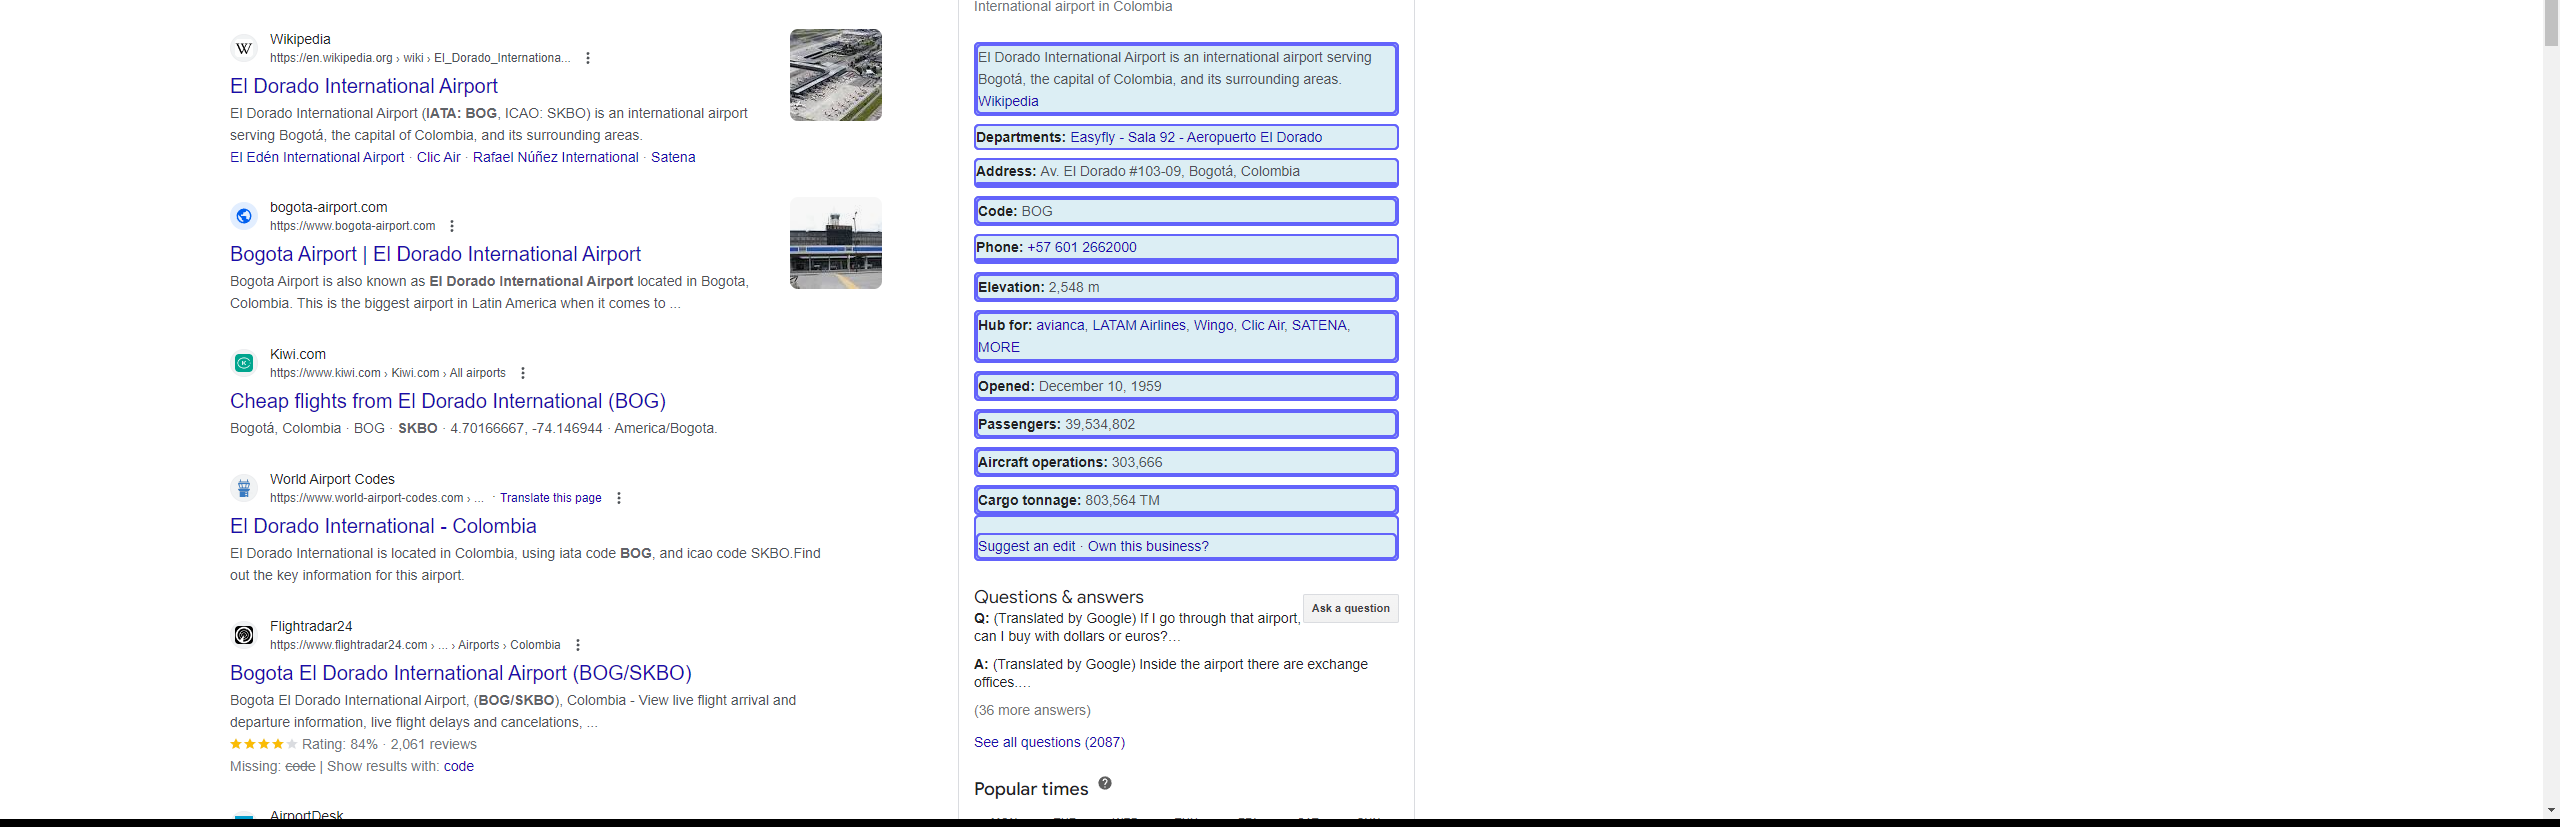 Wikipedia
https://en.wikipedia.org › wiki › El_Dorado_Internationa...
El Dorado International Airport
El Dorado International Airport (IATA: BOG, ICAO: SKBO) is an international airport
serving Bogotá, the capital of Colombia, and its surrounding areas.
El Edén International Airport · Clic Air · Rafael Núñez International · Satena
bogota-airport.com
https://www.bogota-airport.com
Bogota Airport | El Dorado International Airport
Bogota Airport is also known as El Dorado International Airport located in Bogota,
Colombia. This is the biggest airport in Latin America when it comes to ...
Kiwi.com
https://www.kiwi.com › Kiwi.com › All airports
Cheap flights from El Dorado International (BOG)
Bogotá, Colombia · BOG · SKBO · 4.70166667, -74.146944 · America/Bogota.
World Airport Codes
https://www.world-airport-codes.com › ... · Translate this page
El Dorado International - Colombia
El Dorado International is located in Colombia, using iata code BOG, and icao code SKBO.Find
out the key information for this airport.
Flightradar24
https://www.flightradar24.com › ... › Airports › Colombia
Bogota El Dorado International Airport (BOG/SKBO)
Bogota El Dorado International Airport, (BOG/SKBO), Colombia - View live flight arrival and
departure information, live flight delays and cancelations, ...
Rating: 84% · 2,061 reviews
Missing: code | Show results with: code
AirportDesk
International airport in Colombia
El Dorado International Airport is an international airport serving
Bogotá, the capital of Colombia, and its surrounding areas.
Wikipedia
Departments: Easyfly - Sala 92 - Aeropuerto El Dorado
Address: Av. El Dorado #103-09, Bogotá, Colombia
Code: BOG
Phone: +57 601 2662000
Elevation: 2,548 m
Hub for: avianca, LATAM Airlines, Wingo, Clic Air, SATENA,
MORE
Opened: December 10, 1959
Passengers: 39,534,802
Aircraft operations: 303,666
Cargo tonnage: 803,564 TM
Suggest an edit · Own this business?
Questions & answers
Ask a question
Q: (Translated by Google) If I go through that airport,
can I buy with dollars or euros?…
A: (Translated by Google) Inside the airport there are exchange
offices.…
(36 more answers)
See all questions (2087)
Popular times